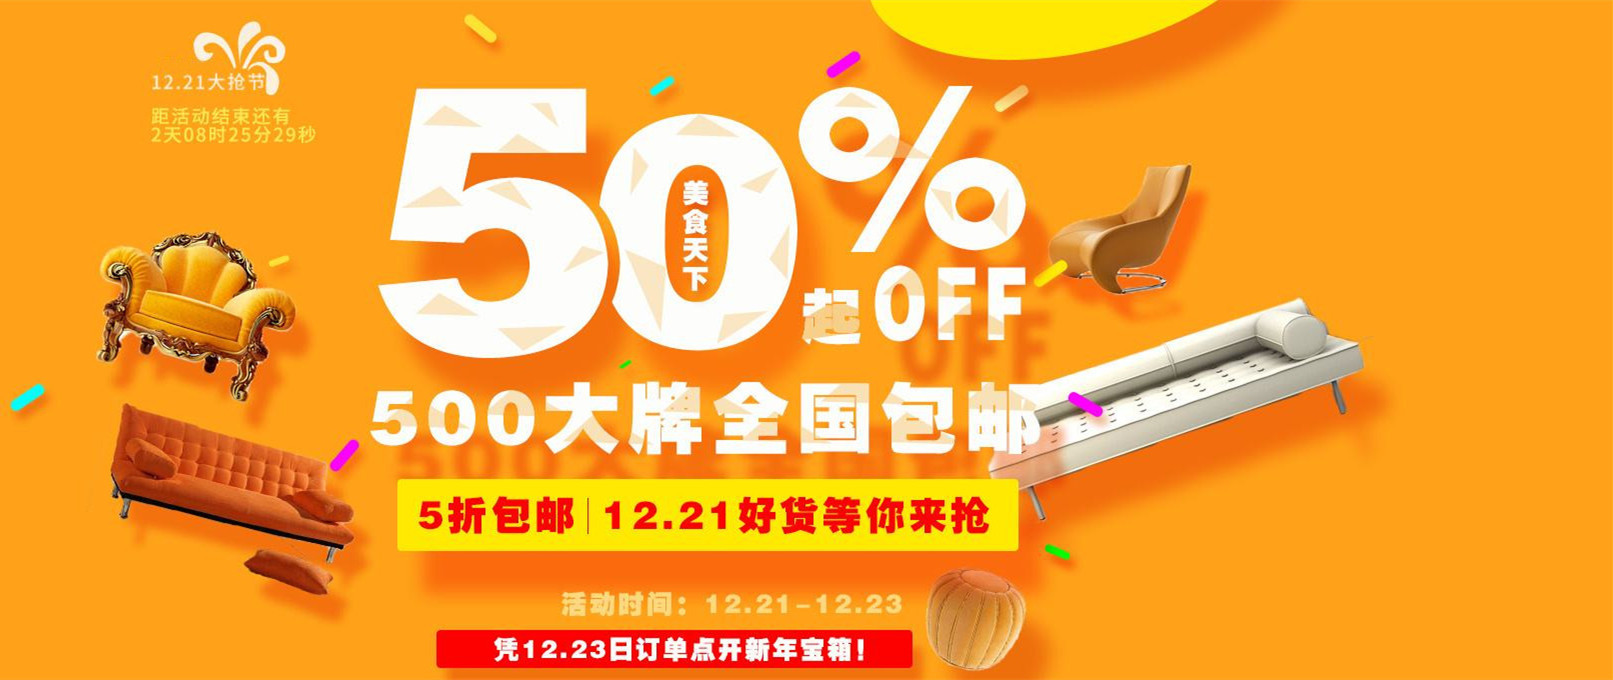 12.21大抢节
距活动结束还有
2天08时25分29秒
50%
美食天下
起OFF
500大牌全国包邮
5折包邮|12.21好货等你来抢
活动时间：12.21-12.23
凭12.23日订单点开新年宝箱！